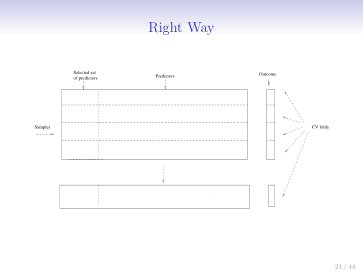 Right Way
Selected set
of predictors
Predictors
Outcome
Samples
CV folds
21 / 44